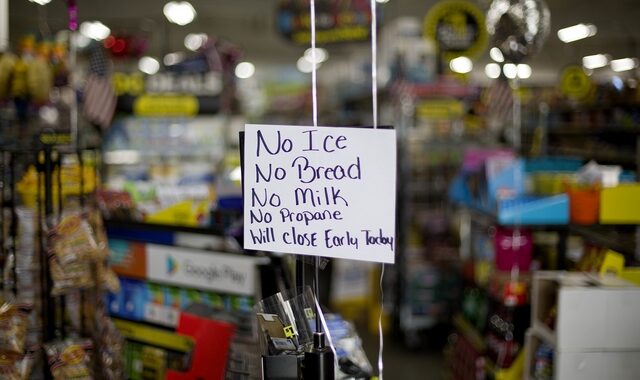 No Ice
No Bread
No Milk
No Propane
Will Close Early Today
Google Play